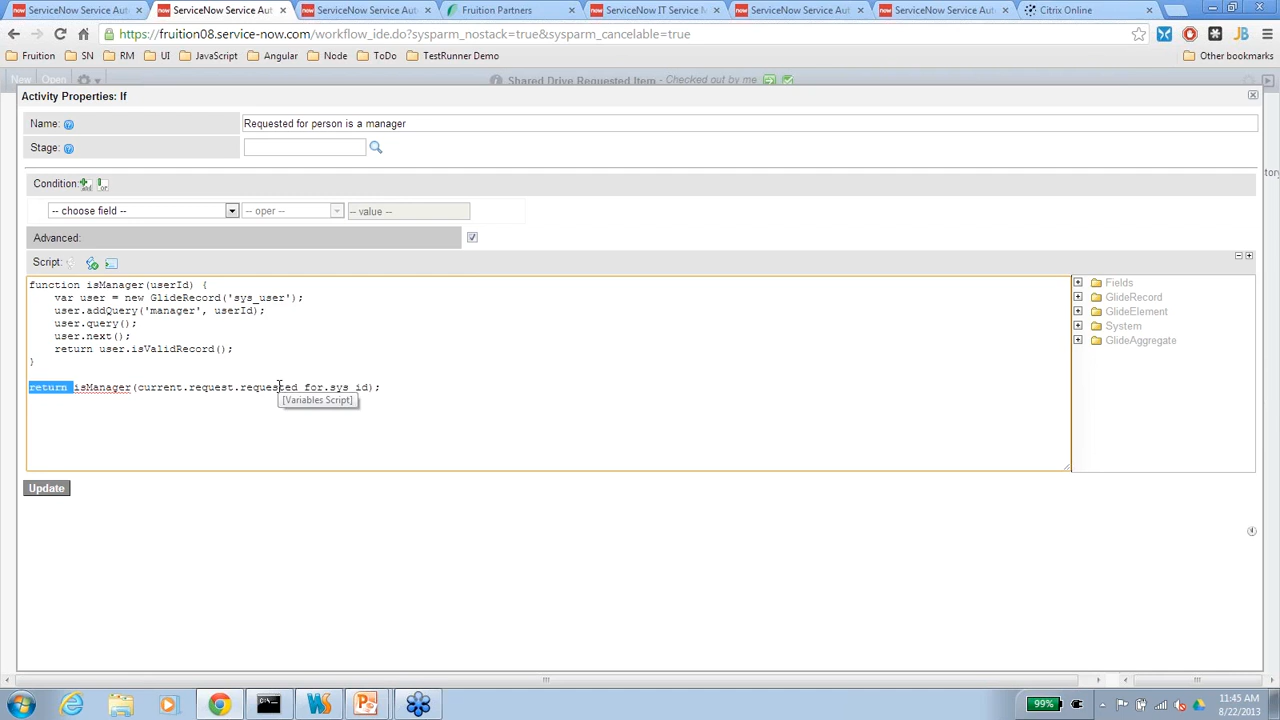 ServiceNow Service Aut
ServiceNow Service Aut
ServiceNow Service Aut
Fruition Partners
ServiceNow IT Service M
ServiceNow Service Aut
ServiceNow Service Aut
Citrix Online
https://fruition08.service-now.com/workflow_ide.do?sysparm_nostack=true&sysparm_cancelable=true
Fruition
SN
RM
UI
JavaScript
Angular
Node
ToDo
TestRunner Demo
Other bookmarks
New
Open
Shared Drive Requested Item - Checked out by me
Activity Properties: If
Name:
Requested for person is a manager
Stage:
Condition:
-- choose field --
-- oper --
-- value --
Advanced:
Script:
function isManager(userId) {
var user = new GlideRecord('sys_user');
user.addQuery('manager', userId);
user.query();
user.next();
return user.isValidRecord();
}
return isManager(current.request.requested_for.sys_id);
[Variables Script]
Fields
GlideRecord
GlideElement
System
GlideAggregate
Update
99%
11:45 AM
8/22/2013